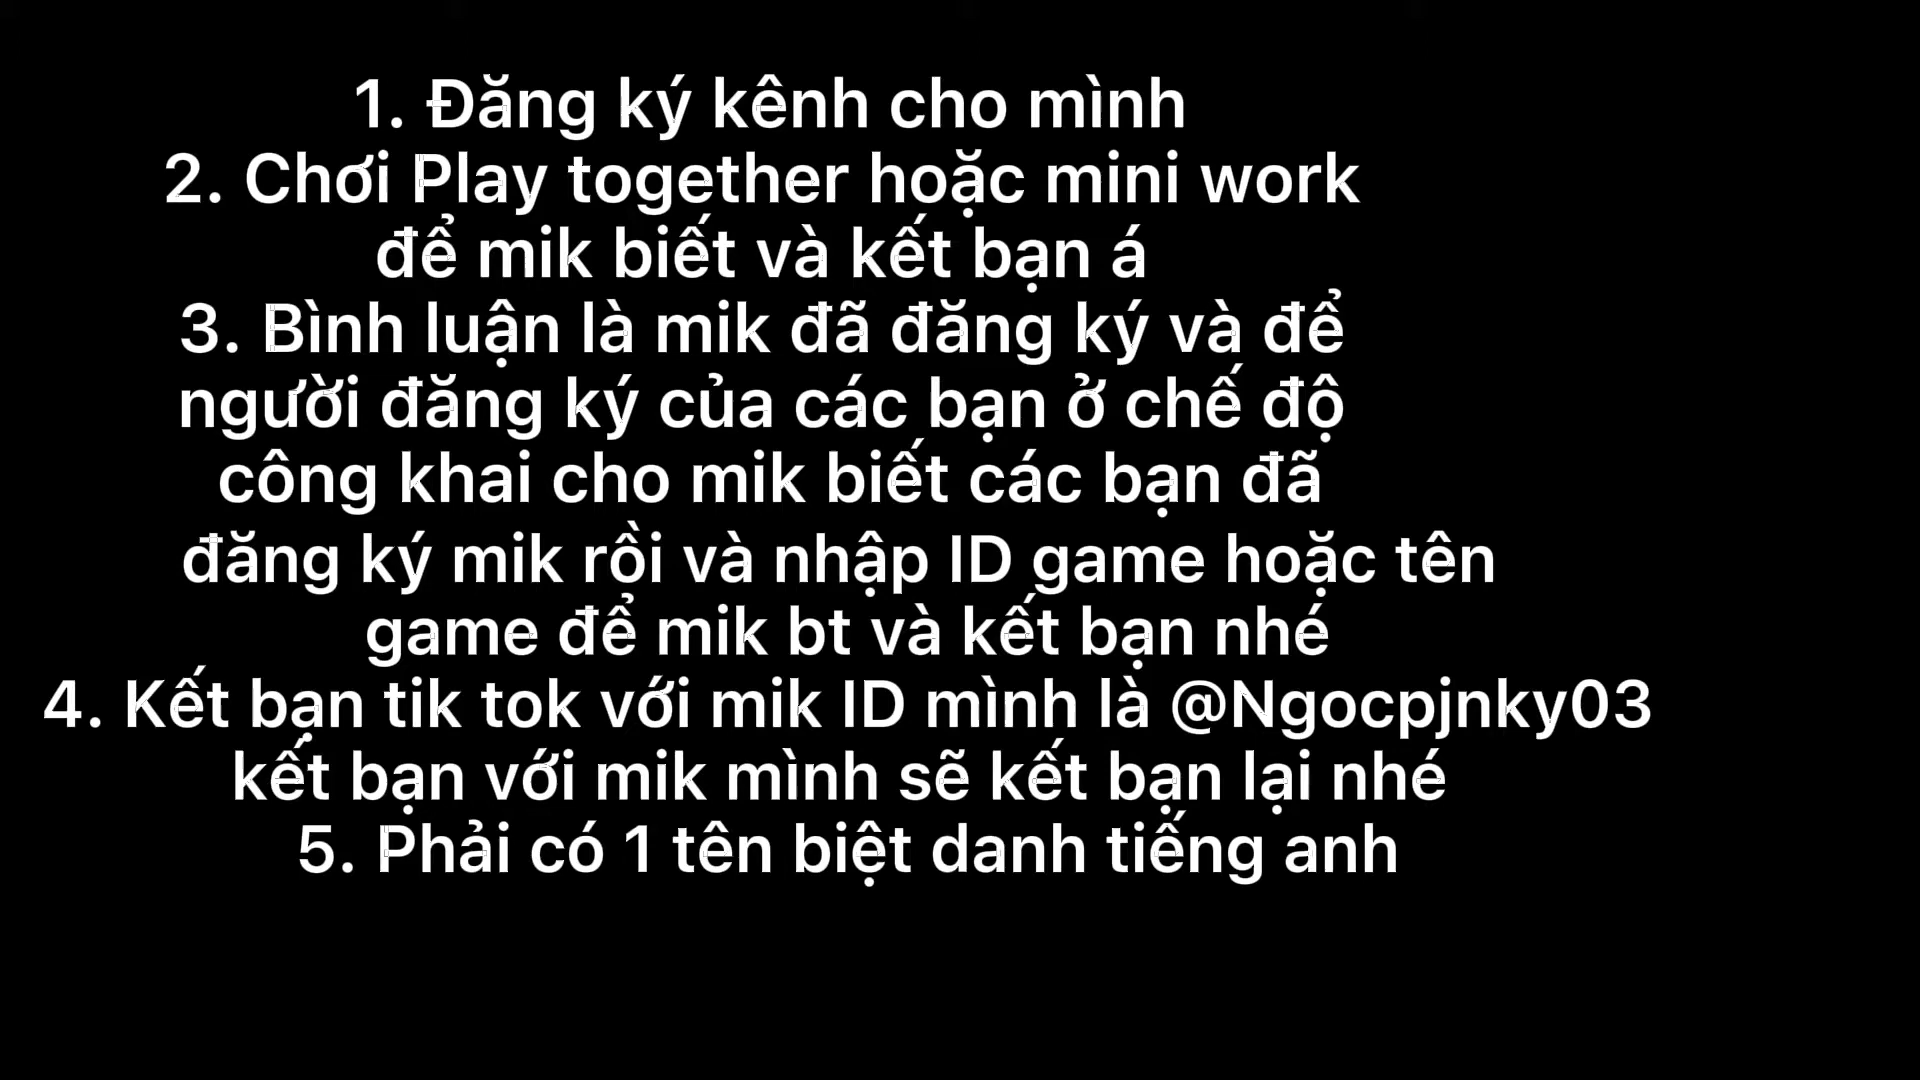 1. Đăng ký kênh cho mình
2. Chơi Play together hoặc mini work
để mik biết và kết bạn á
3. Bình luận là mik đã đăng ký và để
người đăng ký của các bạn ở chế độ
công khai cho mik biết các bạn đã
đăng ký mik rồi và nhập ID game hoặc tên
game để mik bt và kết bạn nhé
4. Kết bạn tik tok với mik ID mình là @Ngocpjnky03
kết bạn với mik mình sẽ kết bạn lại nhé
5. Phải có 1 tên biệt danh tiếng anh